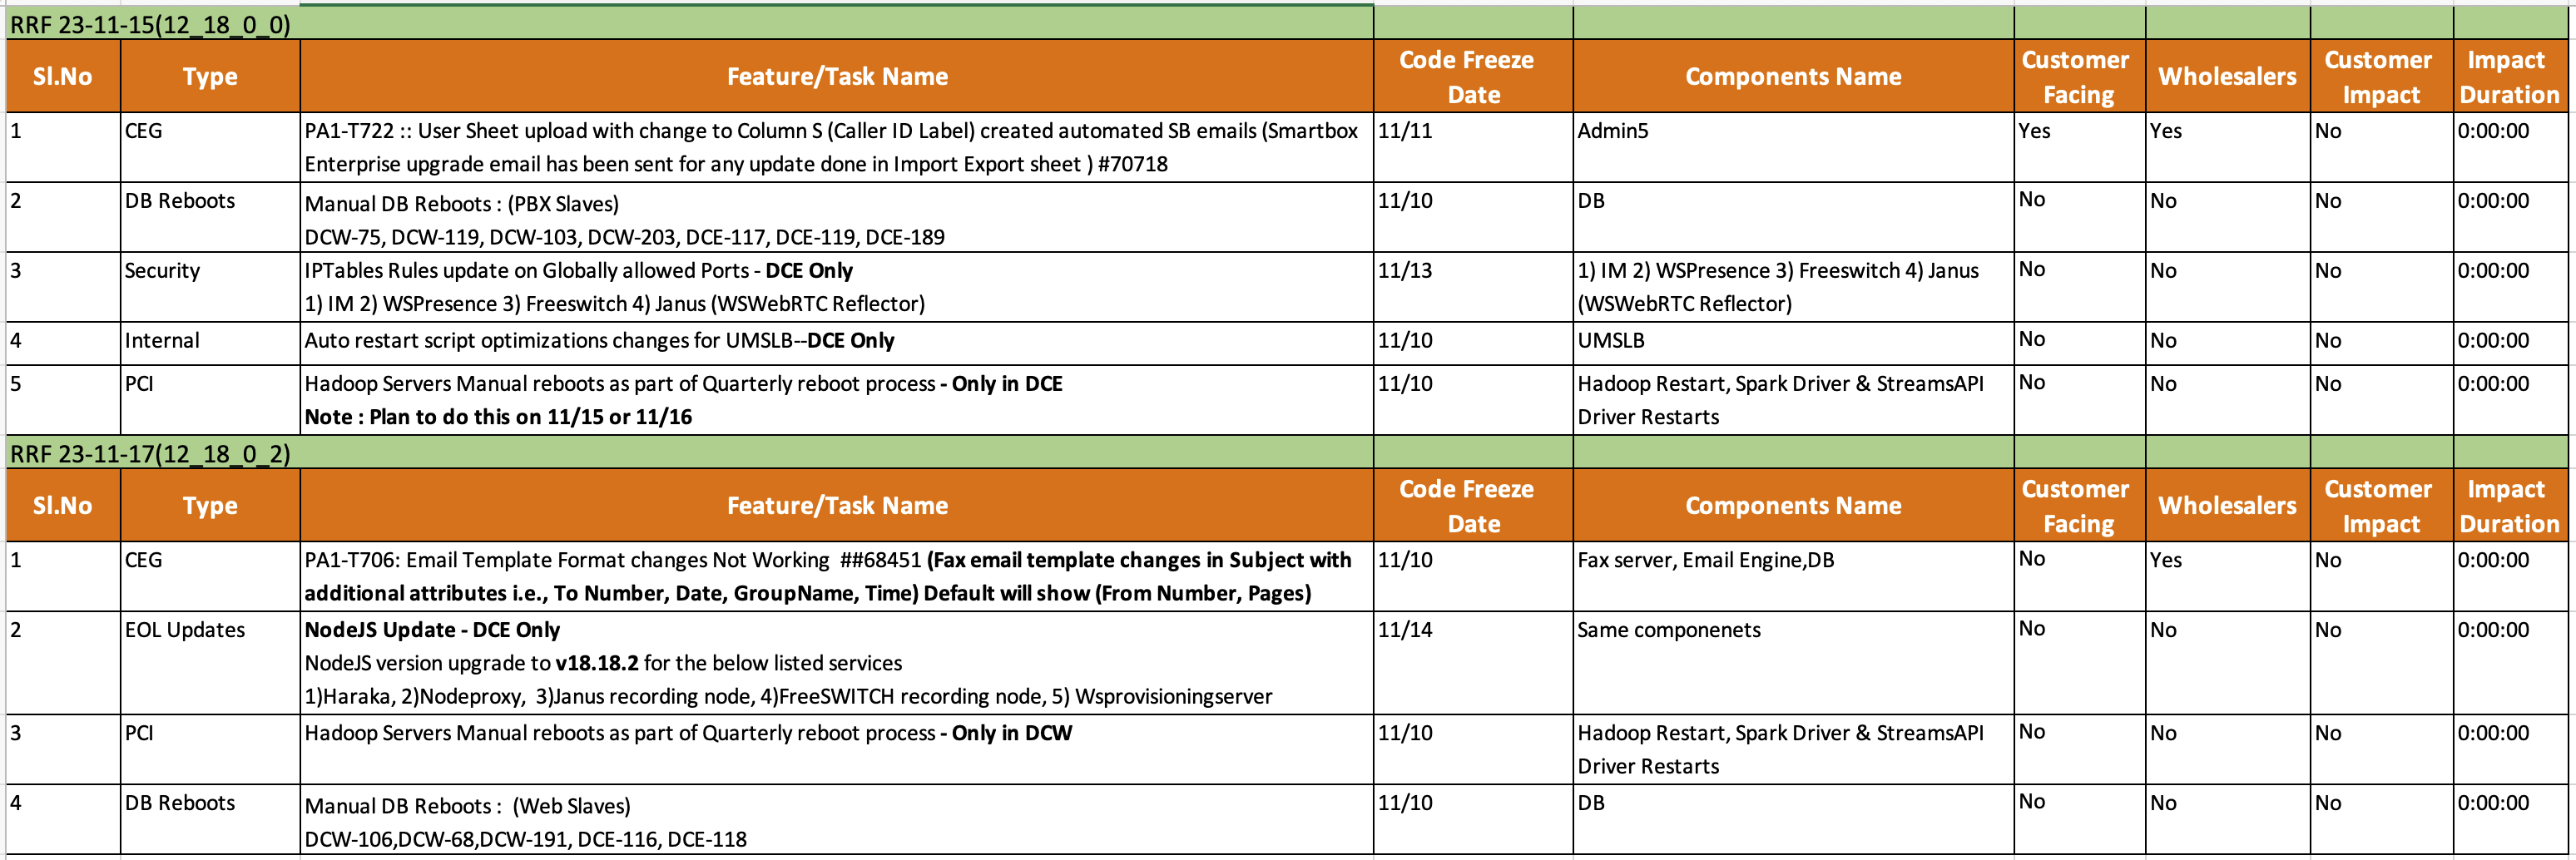 RRF 23-11-15(12_18_0_0)
Sl.No Type Feature/Task Name Code Freeze Date Components Name Customer Facing Wholesalers Customer Impact Impact Duration
1 CEG PA1-T722 :: User Sheet upload with change to Column S (Caller ID Label) created automated SB emails (Smartbox 11/11 Admin5 Yes Yes No 0:00:00
Enterprise upgrade email has been sent for any update done in Import Export sheet ) #70718
2 DB Reboots Manual DB Reboots : (PBX Slaves) 11/10 DB No No No 0:00:00
DCW-75, DCW-119, DCW-103, DCW-203, DCE-117, DCE-119, DCE-189
3 Security IPTables Rules update on Globally allowed Ports - DCE Only 11/13 1) IM 2) WSPresence 3) Freeswitch 4) Janus No No No 0:00:00
1) IM 2) WSPresence 3) Freeswitch 4) Janus (WSWebRTC Reflector) (WSWebRTC Reflector)
4 Internal Auto restart script optimizations changes for UMSLB--DCE Only 11/10 UMSLB No No No 0:00:00
5 PCI Hadoop Servers Manual reboots as part of Quarterly reboot process - Only in DCE 11/10 Hadoop Restart, Spark Driver & StreamsAPI No No No 0:00:00
Note : Plan to do this on 11/15 or 11/16 Driver Restarts
RRF 23-11-17(12_18_0_2)
Sl.No Type Feature/Task Name Code Freeze Date Components Name Customer Facing Wholesalers Customer Impact Impact Duration
1 CEG PA1-T706: Email Template Format changes Not Working ##68451 (Fax email template changes in Subject with 11/10 Fax server, Email Engine,DB No Yes No 0:00:00
additional attributes i.e., To Number, Date, GroupName, Time) Default will show (From Number, Pages)
2 EOL Updates NodeJS Update - DCE Only 11/14 Same componenets No No No 0:00:00
NodeJS version upgrade to v18.18.2 for the below listed services
1)Haraka, 2)Nodeproxy, 3)Janus recording node, 4)FreeSWITCH recording node, 5) Wsprovisioningserver
3 PCI Hadoop Servers Manual reboots as part of Quarterly reboot process - Only in DCW 11/10 Hadoop Restart, Spark Driver & StreamsAPI No No No 0:00:00
Driver Restarts
4 DB Reboots Manual DB Reboots : (Web Slaves) 11/10 DB No No No 0:00:00
DCW-106,DCW-68,DCW-191, DCE-116, DCE-118